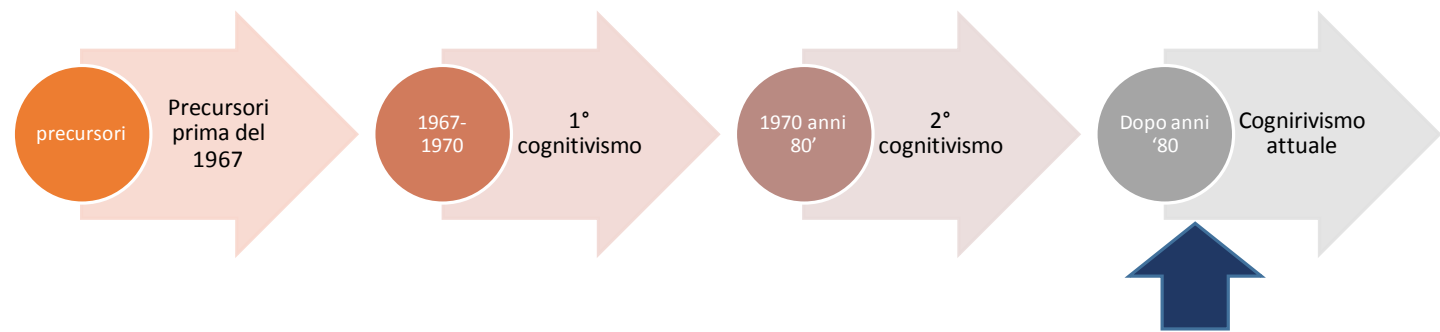 precursori
Precursori
prima del
1967
1967-
1970
1°
cognitivismo
1970 anni
80’
2°
cognitivismo
Dopo anni
‘80
Cognirivismo
attuale